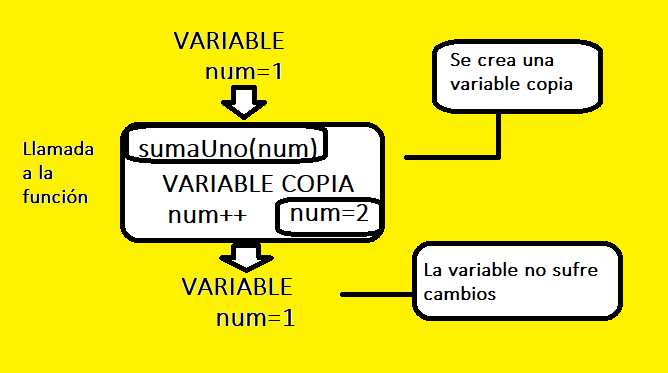 VARIABLE
num=1
Se crea una
variable copia
Llamada
a la
función
sumaUno(num)
VARIABLE COPIA
num++ num=2
VARIABLE
num=1
La variable no sufre
cambios